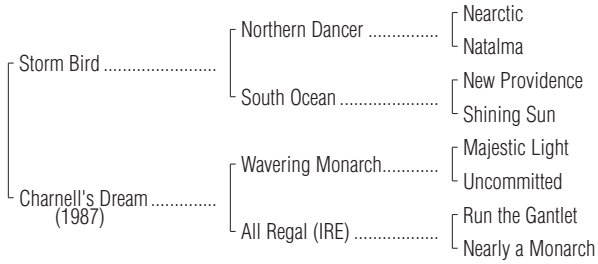 Nearctic
Northern Dancer ...............
Natalma
Storm Bird ........................
New Providence
South Ocean .....................
Shining Sun
Majestic Light
Wavering Monarch............
Uncommitted
Charnell's Dream ..............
(1987)
Run the Gantlet
All Regal (IRE) ..................
Nearly a Monarch